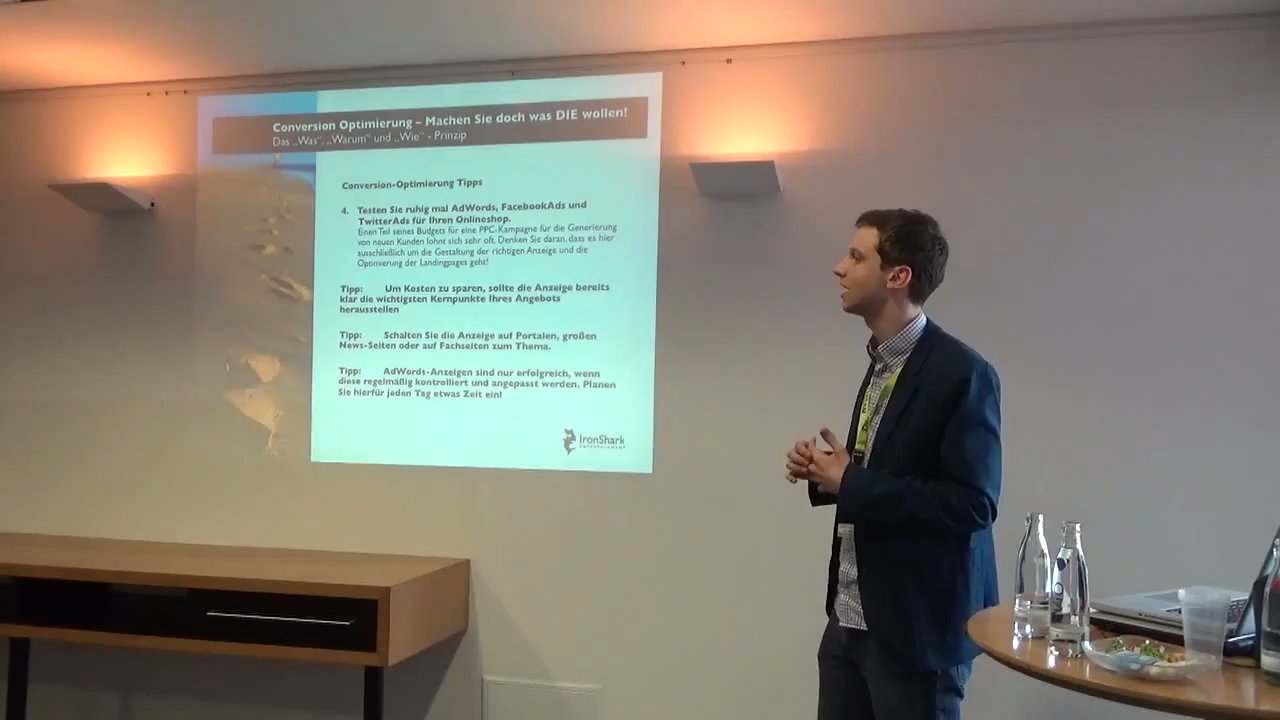 Conversion Optimierung – Machen Sie doch was DIE wollen!
Das „Was“, „Warum“ und „Wie“ - Prinzip
Conversion-Optimierung Tipps
4. Testen Sie ruhig mal AdWords, FacebookAds und
TwitterAds für Ihren Onlineshop.
Einen Teil seines Budgets für eine PPC-Kampagne für die Generierung
von neuen Kunden lohnt sich sehr oft. Denken Sie daran, dass es hier
ausschließlich um die Gestaltung der richtigen Anzeige und die
Optimierung der Landingpages geht!
Tipp: Um Kosten zu sparen, sollte die Anzeige bereits
klar die wichtigsten Kernpunkte Ihres Angebots
herausstellen
Tipp: Schalten Sie die Anzeige auf Portalen, großen
News-Seiten oder auf Fachseiten zum Thema.
Tipp: AdWords-Anzeigen sind nur erfolgreich, wenn
diese regelmäßig kontrolliert und angepasst werden. Planen
Sie hierfür jeden Tag etwas Zeit ein!
IronShark
ENTERTAINMENT